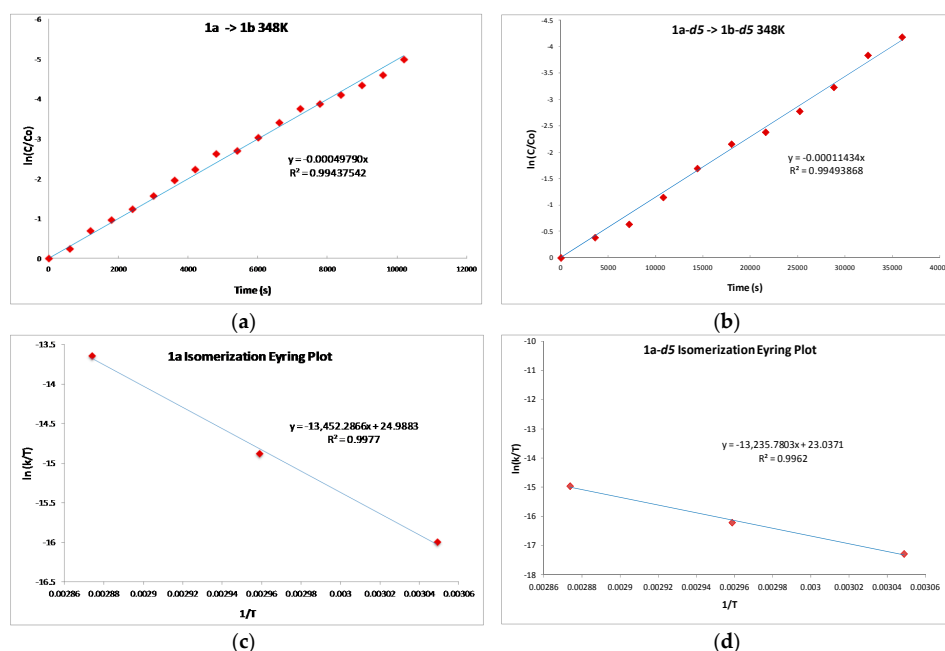 1a -> 1b 348K
-6
-5
-4
-3
-2
-1
0
ln(C/Co)
y = -0.00049790x
R² = 0.99437542
0 2000 4000 6000 8000 10000 12000
Time (s)
(a)
1a-d5 -> 1b-d5 348K
-4.5
-4
-3.5
-3
-2.5
-2
-1.5
-1
-0.5
0
ln (C/Co)
y = -0.00011434x
R² = 0.99493868
0 5000 10000 15000 20000 25000 30000 35000 40000
Time (s)
(b)
1a Isomerization Eyring Plot
-13.5
-14
-14.5
-15
-15.5
-16
-16.5
ln(k/T)
y = -13,452.2866x + 24.9883
R² = 0.9977
0.00286 0.00288 0.0029 0.00292 0.00294 0.00296 0.00298 0.003 0.00302 0.00304 0.00306
1/T
(c)
1a-d5 Isomerization Eyring Plot
-10
-11
-12
-13
-14
-15
-16
-17
-18
ln(k/T)
y = -13,235.7803x + 23.0371
R² = 0.9962
0.00286 0.00288 0.0029 0.00292 0.00294 0.00296 0.00298 0.003 0.00302 0.00304 0.00306
1/T
(d)